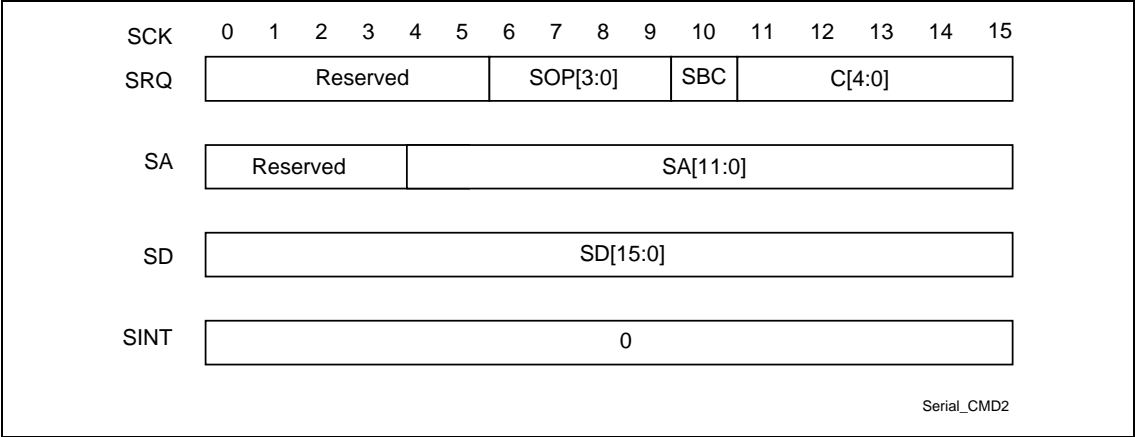 SCK 0 1 2 3 4 5 6 7 8 9 10 11 12 13 14 15
SRQ Reserved SOP[3:0] SBC C[4:0]
SA Reserved SA[11:0]
SD SD[15:0]
SINT 0
Serial_CMD2